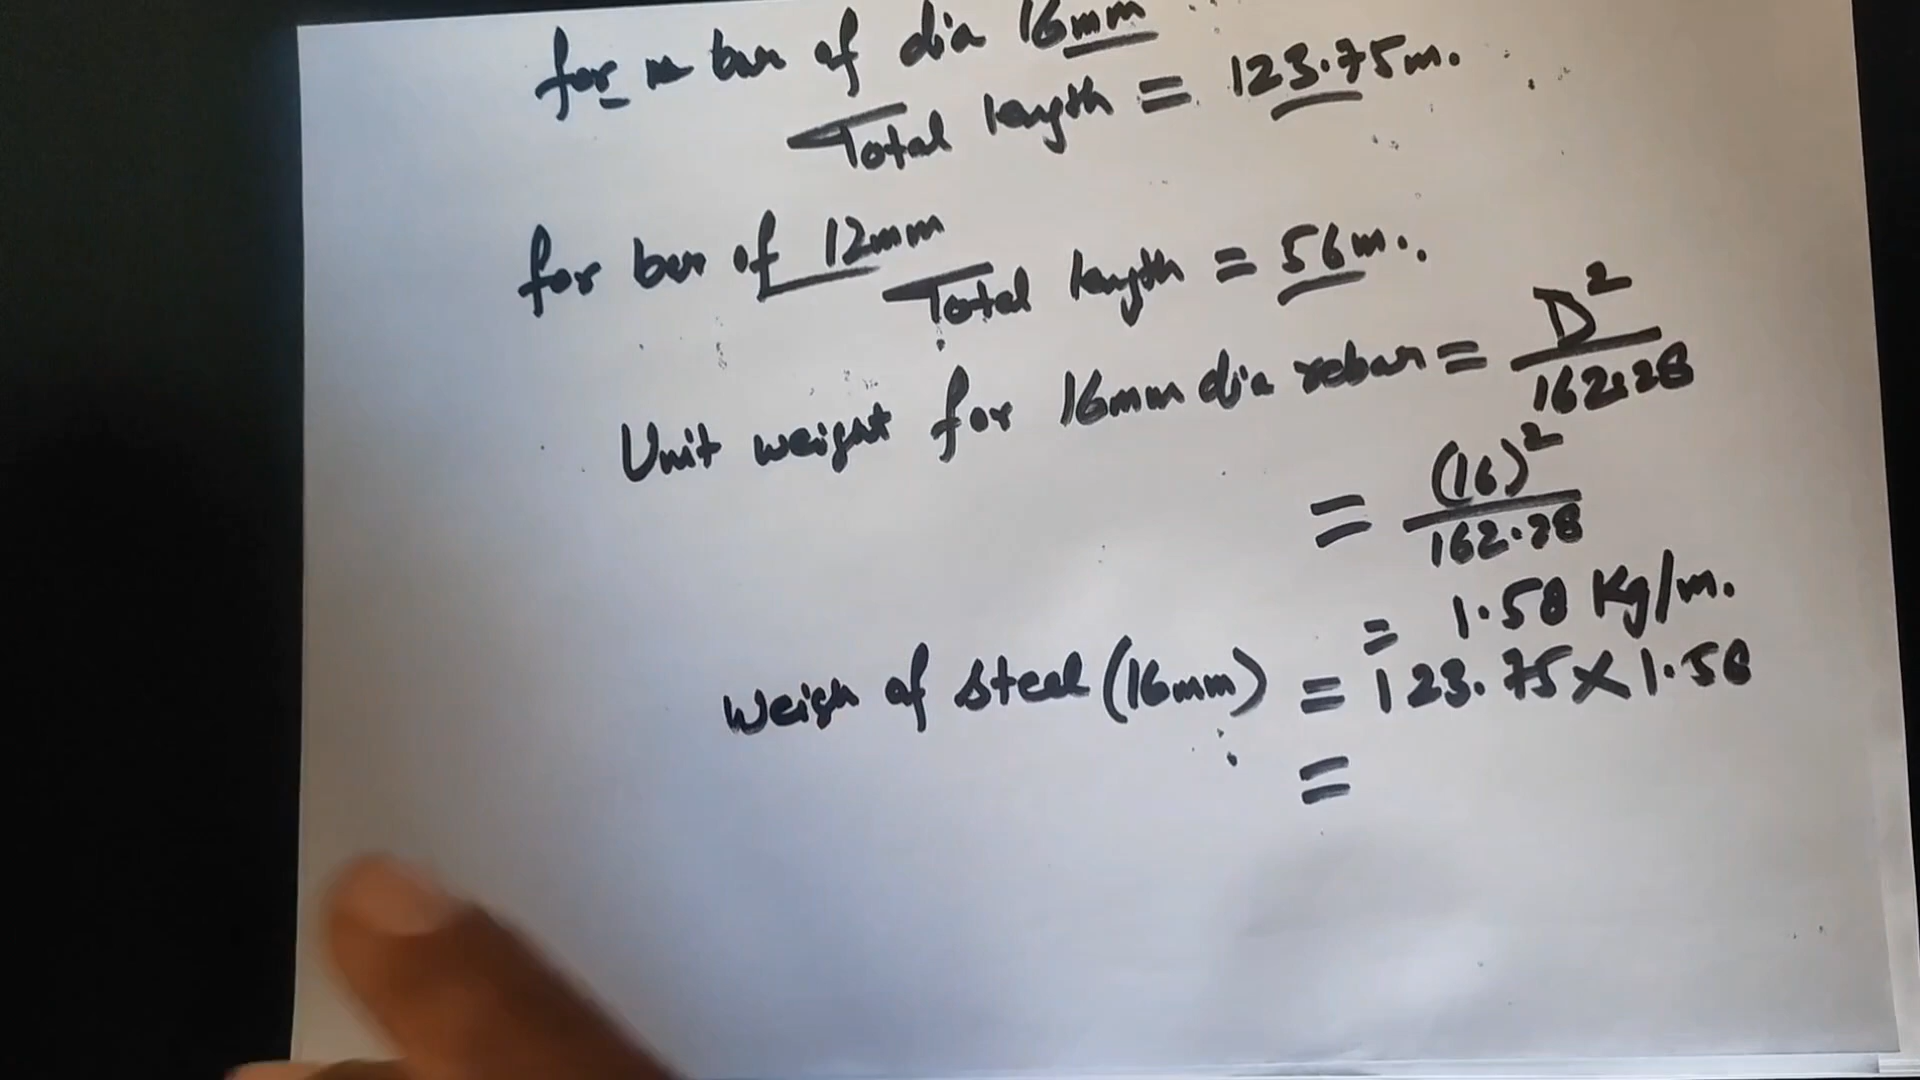 for bar of dia 16mm
Total length = 123.75m.
for bar of 12mm
Total length = 56m.
Unit weight for 16mm dia rebar = D²/162.28
= (16)²/162.28
= 1.58 Kg/m.
Weigh of steel (16mm) = 123.75 X 1.58
=